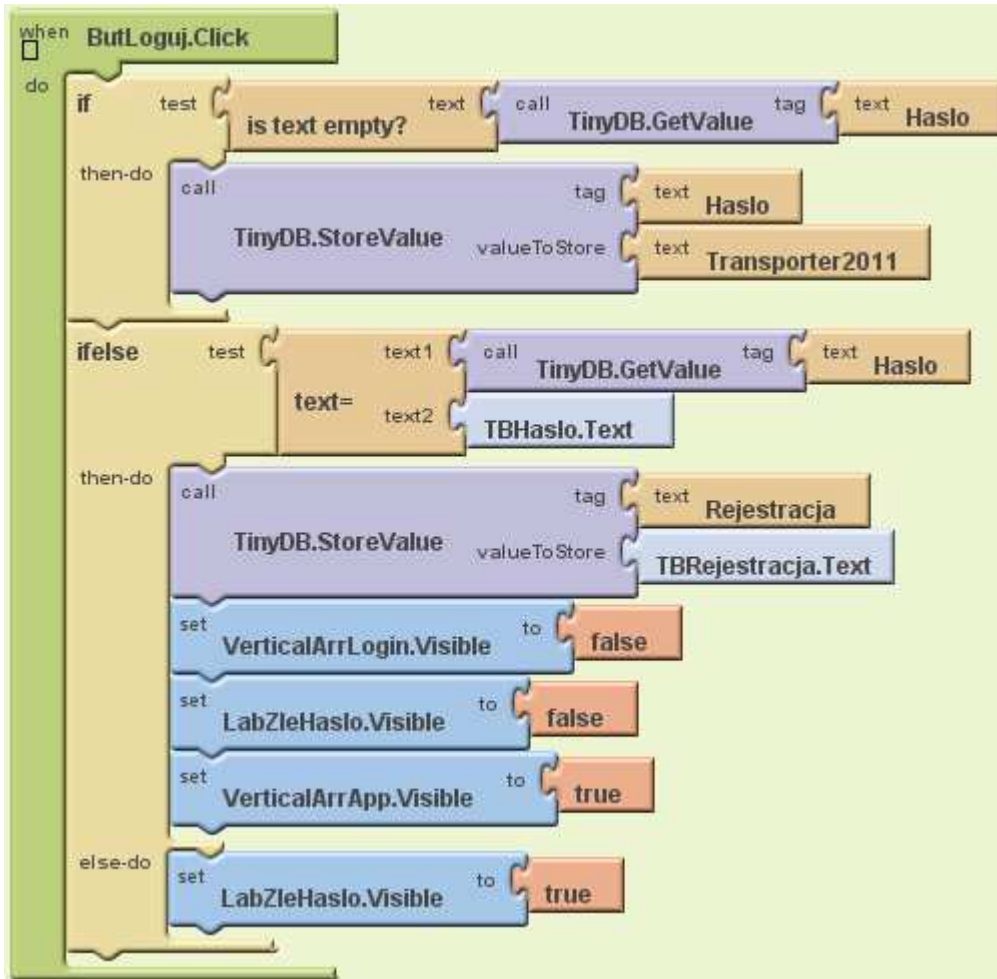 when ButLoguj.Click
do
if test is text empty? text call TinyDB.GetValue tag text Haslo
then-do call TinyDB.StoreValue tag text Haslo
valueToStore text Transporter2011
ifelse test text= text1 call TinyDB.GetValue tag text Haslo
text2 TBHaslo.Text
then-do call TinyDB.StoreValue tag text Rejestracja
valueToStore TBRejestracja.Text
set VerticalArrLogin.Visible to false
set LabZleHaslo.Visible to false
set VerticalArrApp.Visible to true
else-do set LabZleHaslo.Visible to true